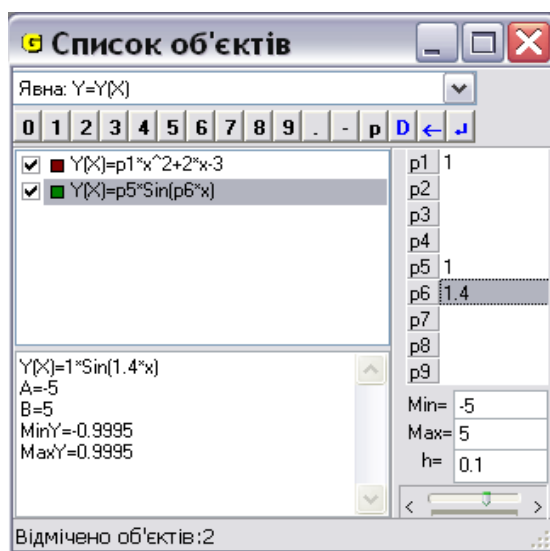 G Список об'єктів
Явна: Y=Y(X)
0 1 2 3 4 5 6 7 8 9 . - p D ← ↲
Y(X)=p1*x^2+2*x-3
Y(X)=p5*Sin(p6*x)
p1 1
p2
p3
p4
p5 1
p6 1.4
p7
p8
p9
Y(X)=1*Sin(1.4*x)
A=-5
B=5
MinY=-0.9995
MaxY=0.9995
Min= -5
Max= 5
h= 0.1
Відмічено об'єктів:2